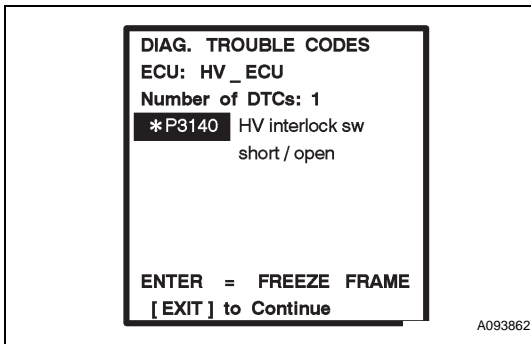 DIAG. TROUBLE CODES
ECU: HV_ECU
Number of DTCs: 1
*P3140 HV interlock sw
short / open
ENTER = FREEZE FRAME
[ EXIT ] to Continue
A093862